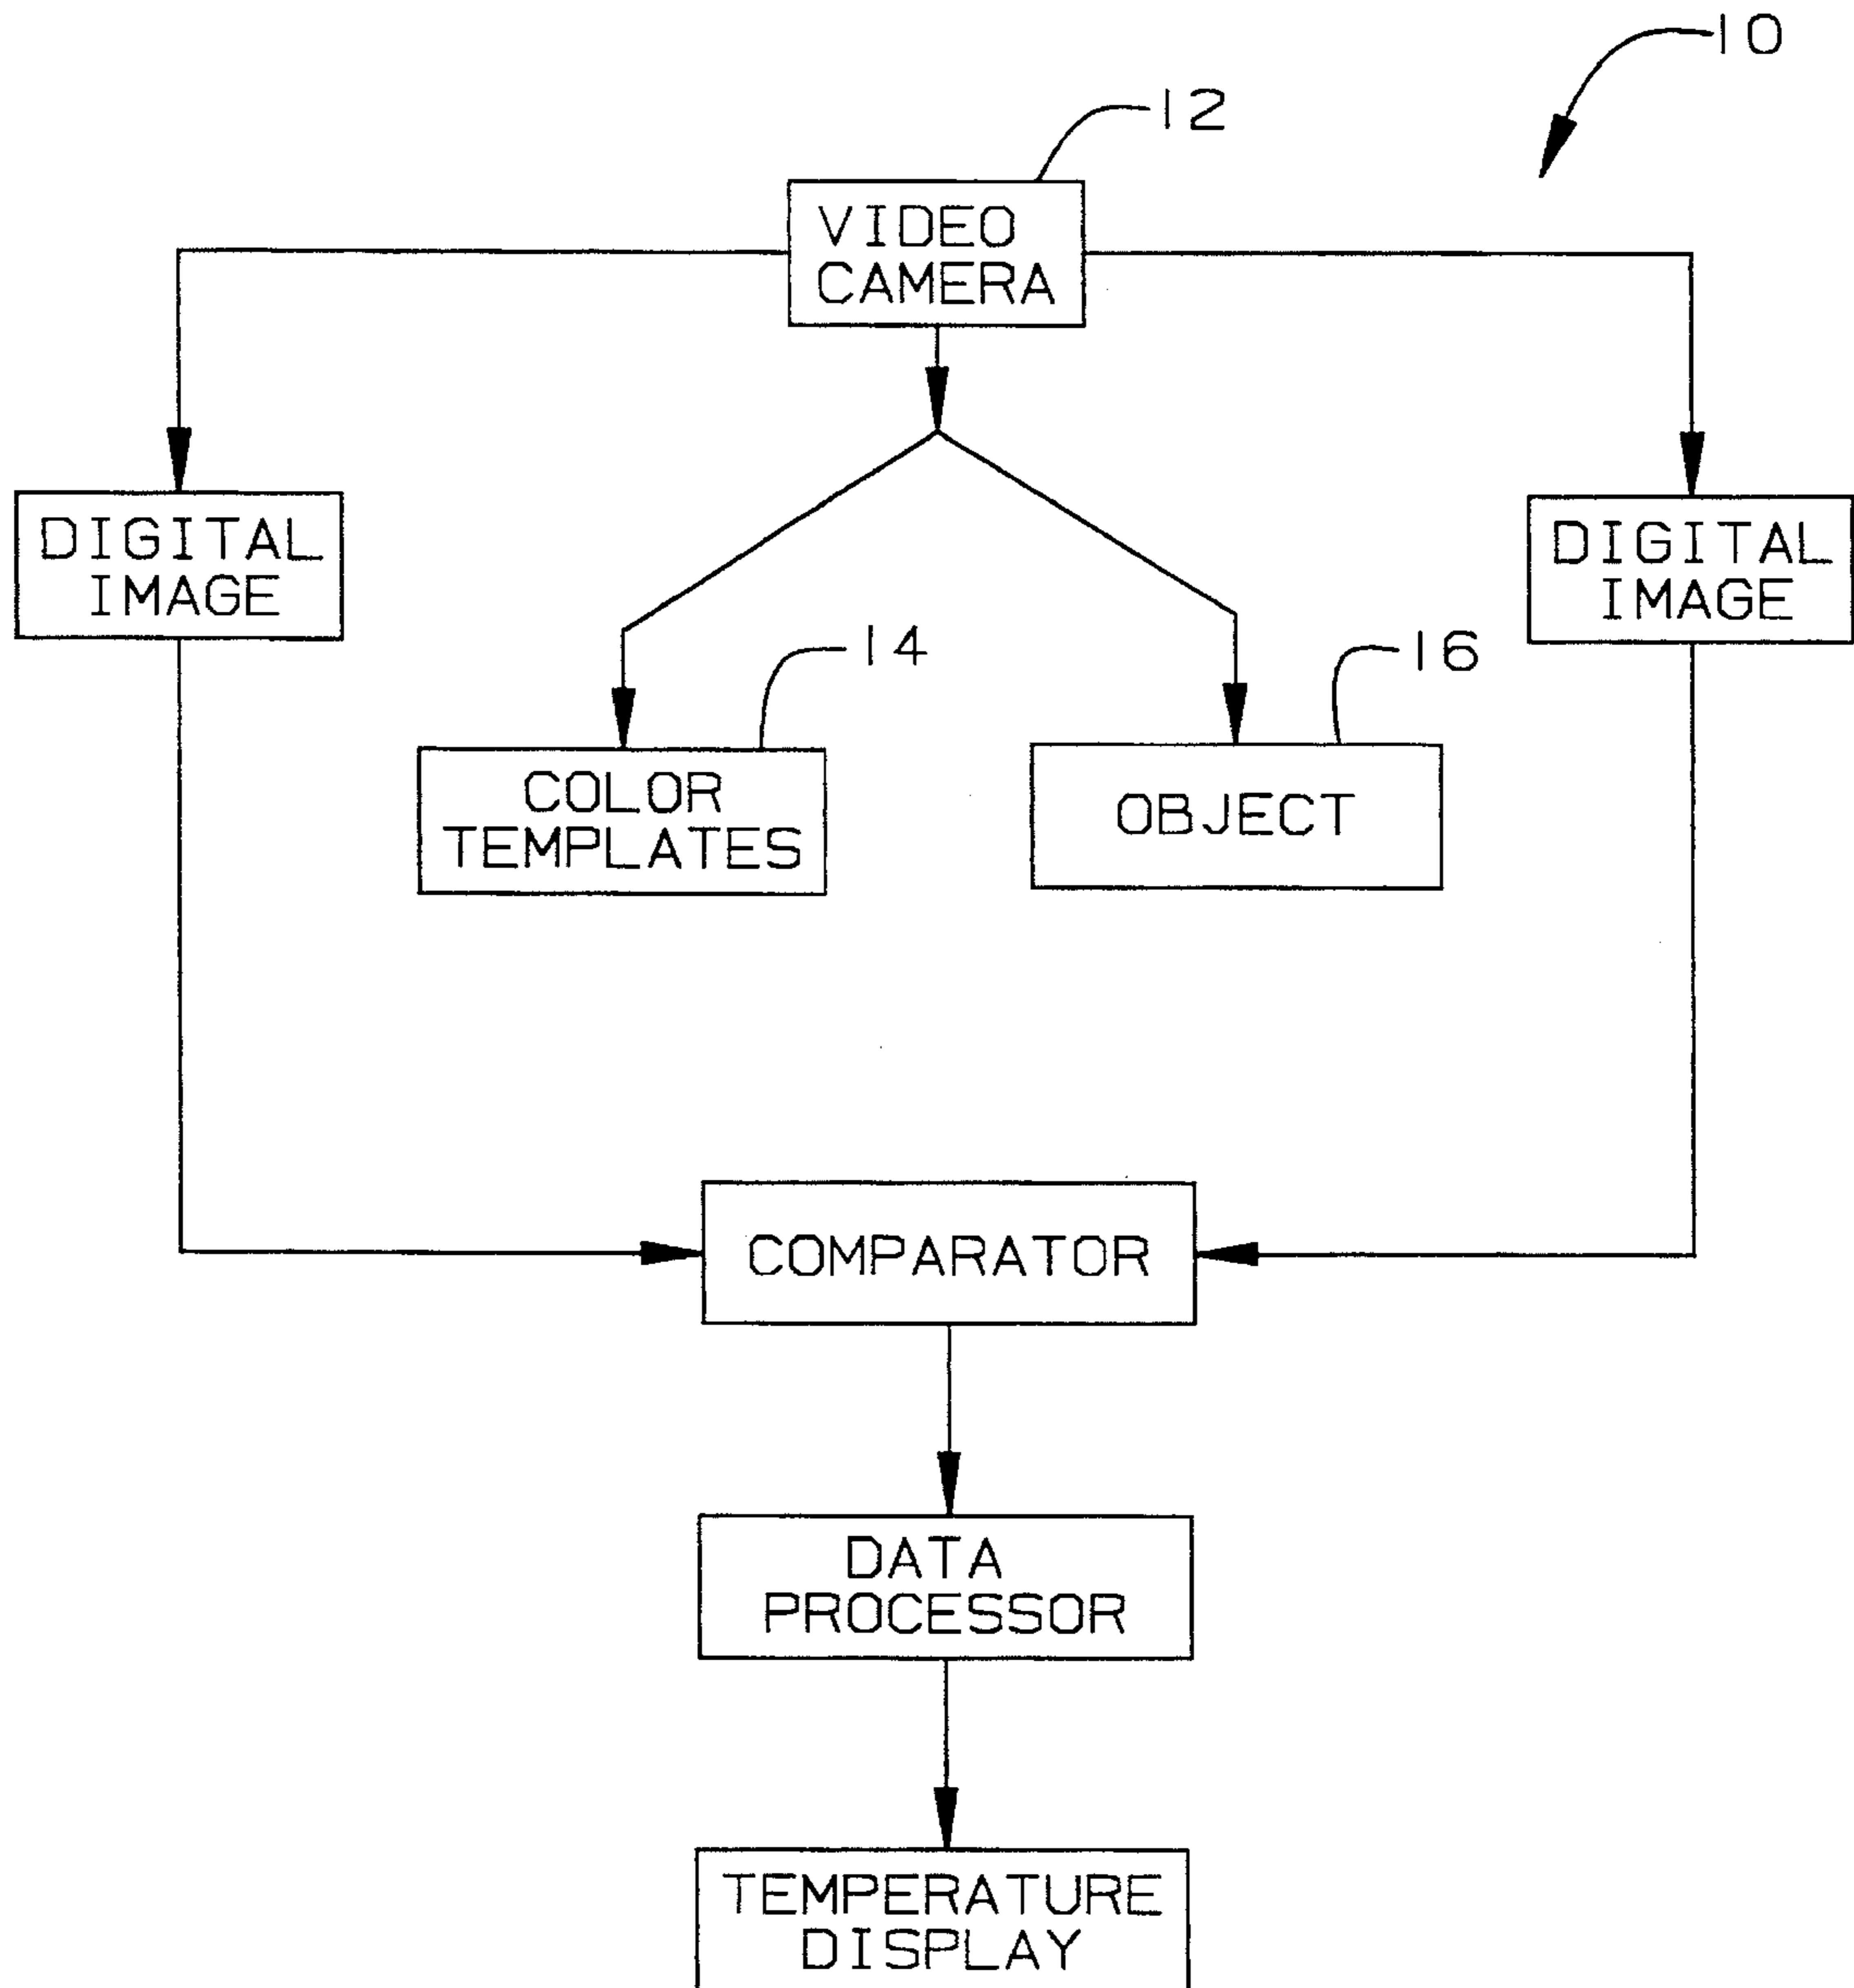 10
12
VIDEO
CAMERA
DIGITAL
IMAGE
DIGITAL
IMAGE
14
16
COLOR
TEMPLATES
OBJECT
COMPARATOR
DATA
PROCESSOR
TEMPERATURE
DISPLAY